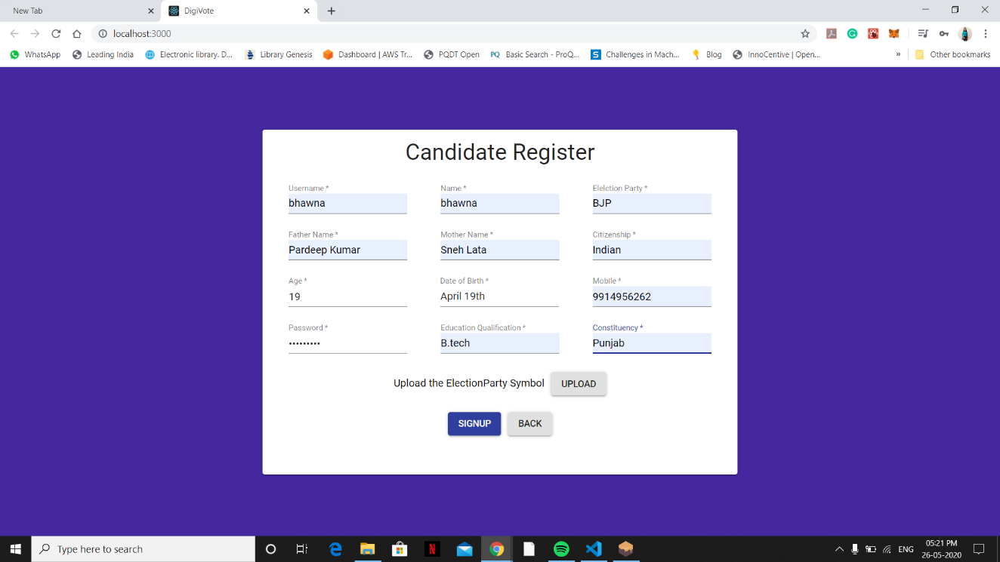 New Tab
DigiVote
localhost:3000
WhatsApp Leading India Electronic library. D... Library Genesis Dashboard | AWS Tr... PQDT Open PQ Basic Search - ProQ... S Challenges in Mach... Blog InnoCentive | Open... » Other bookmarks
Candidate Register
Username * Name * Elelction Party *
bhawna bhawna BJP
Father Name * Mother Name * Citizenship *
Pardeep Kumar Sneh Lata Indian
Age * Date of Birth * Mobile *
19 April 19th 9914956262
Password * Education Qualification * Constituency *
••••••••• B.tech Punjab
Upload the ElectionParty Symbol UPLOAD
SIGNUP BACK
Type here to search
N
ENG
05:21 PM
26-05-2020